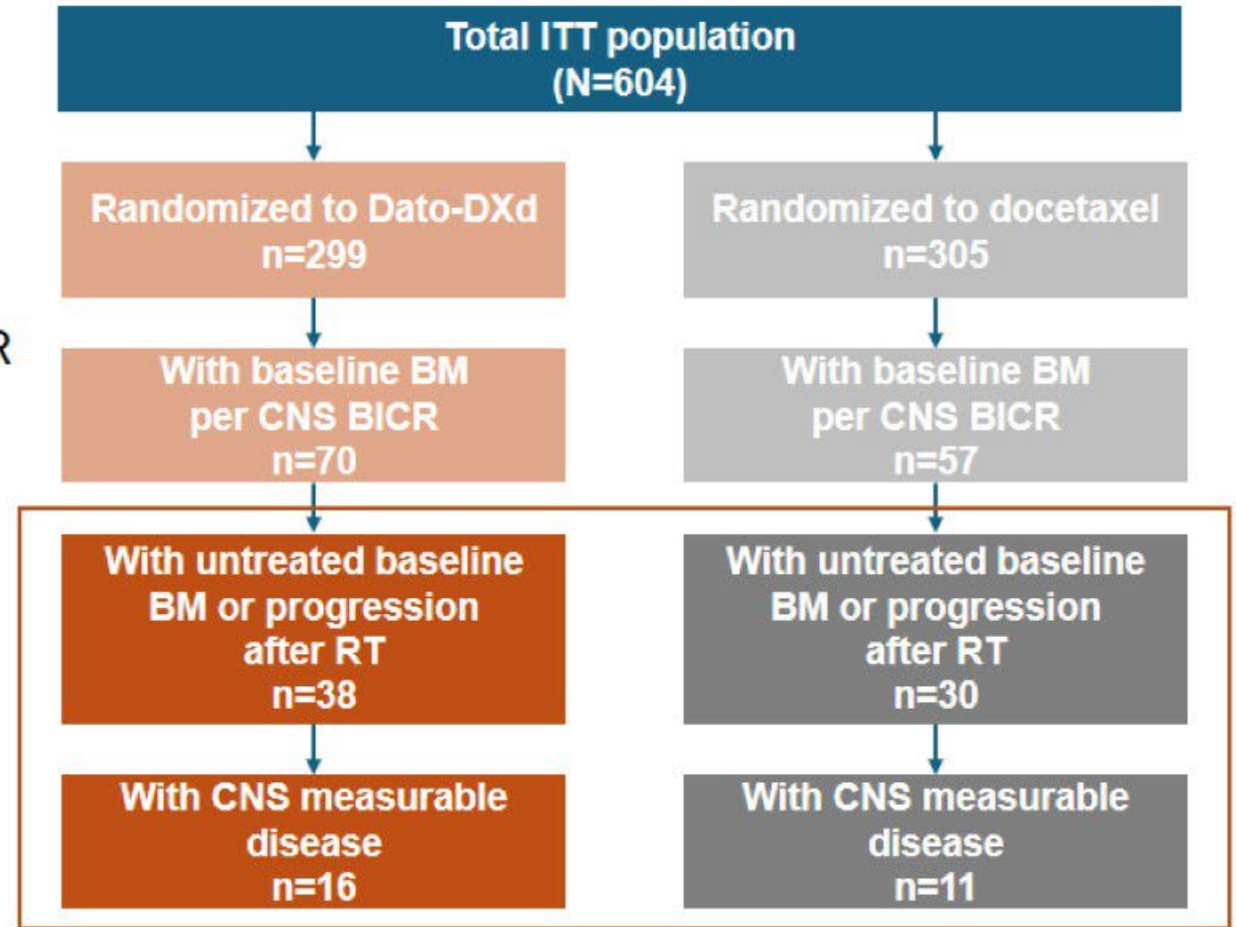 Total ITT population
(N=604)
Randomized to Dato-DXd
n=299
Randomized to docetaxel
n=305
R
With baseline BM
per CNS BICR
n=70
With baseline BM
per CNS BICR
n=57
With untreated baseline
BM or progression
after RT
n=38
With untreated baseline
BM or progression
after RT
n=30
With CNS measurable
disease
n=16
With CNS measurable
disease
n=11